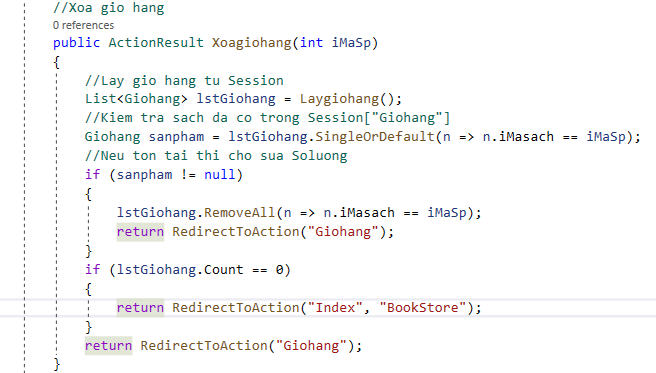 //Xoa gio hang
0 references
public ActionResult Xoagiohang(int iMaSp)
{
//Lay gio hang tu Session
List<Giohang> lstGiohang = Laygiohang();
//Kiem tra sach da co trong Session["Giohang"]
Giohang sanpham = lstGiohang.SingleOrDefault(n => n.iMasach == iMaSp);
//Neu ton tai thi cho sua Soluong
if (sanpham != null)
{
lstGiohang.RemoveAll(n => n.iMasach == iMaSp);
return RedirectToAction("Giohang");
}
if (lstGiohang.Count == 0)
{
return RedirectToAction("Index", "BookStore");
}
return RedirectToAction("Giohang");
}